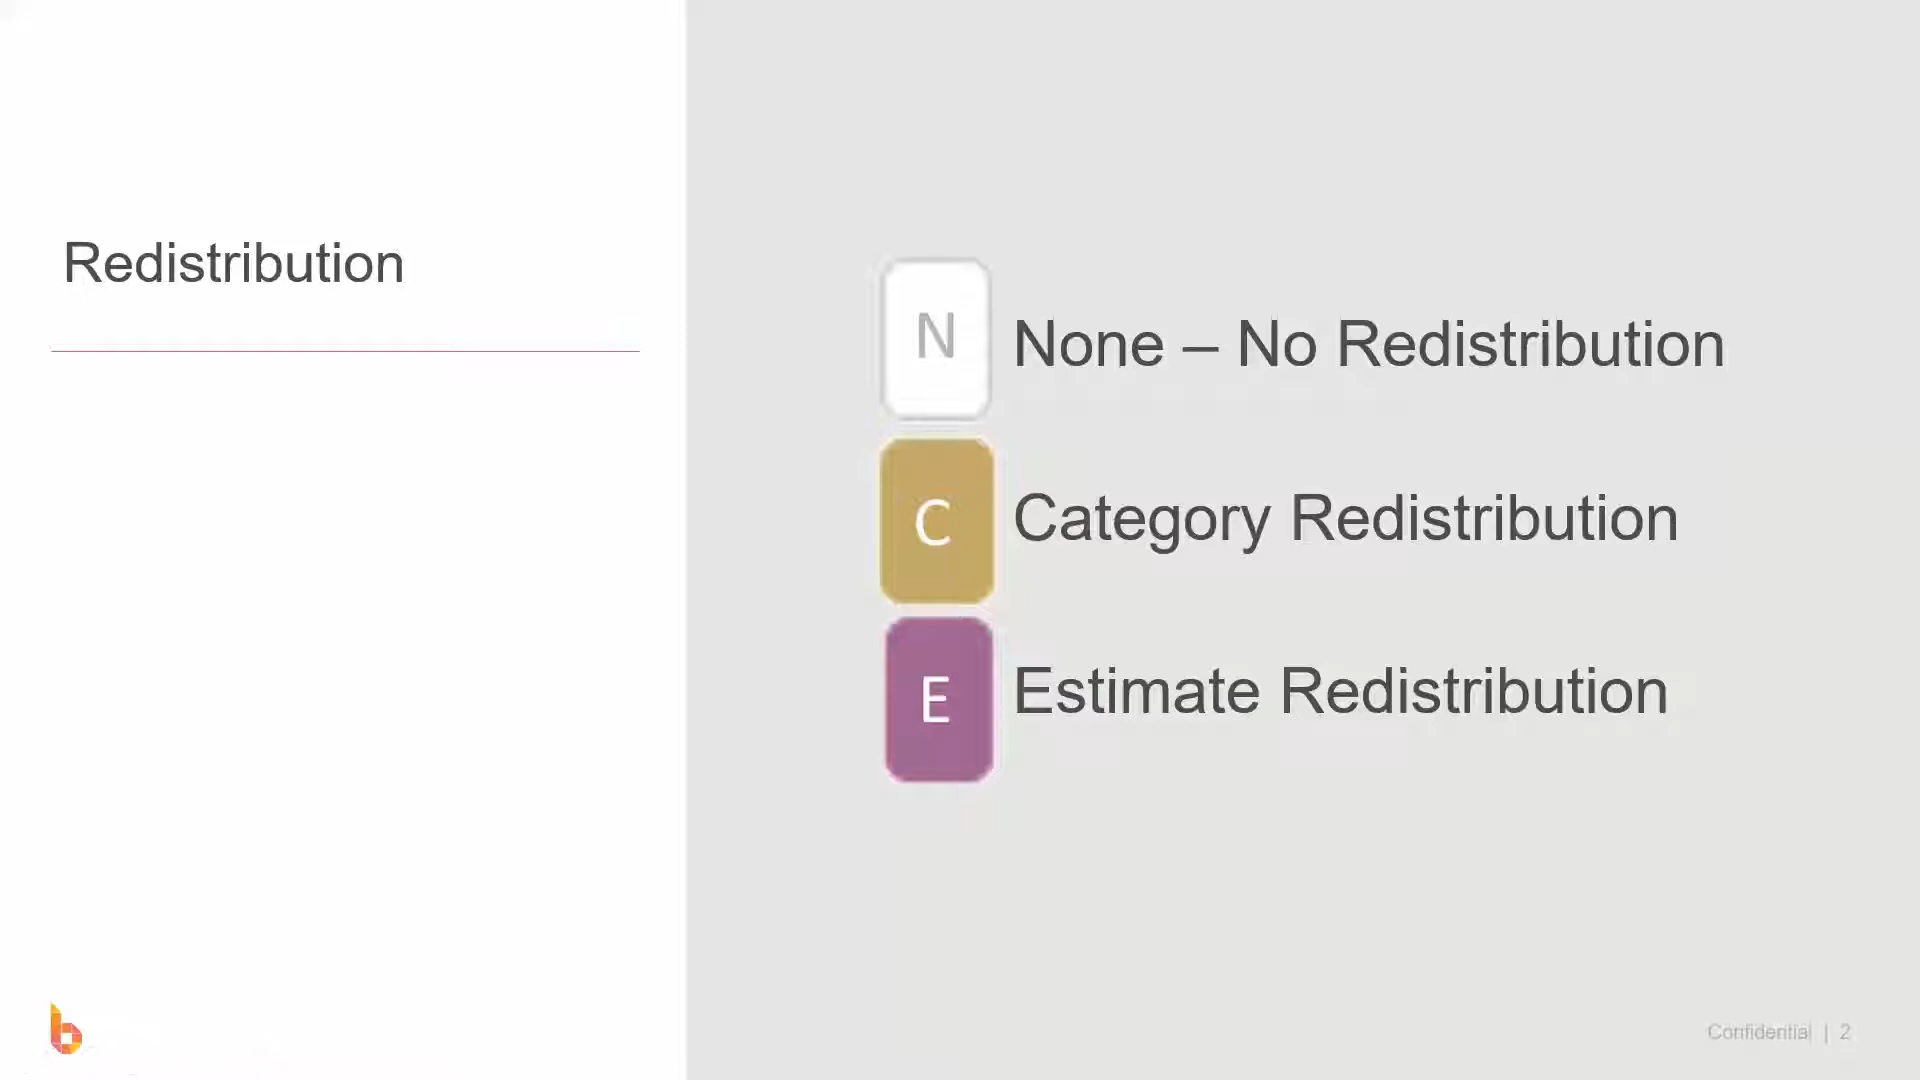 Redistribution
N
None – No Redistribution
C
Category Redistribution
E
Estimate Redistribution
Confidential | 2